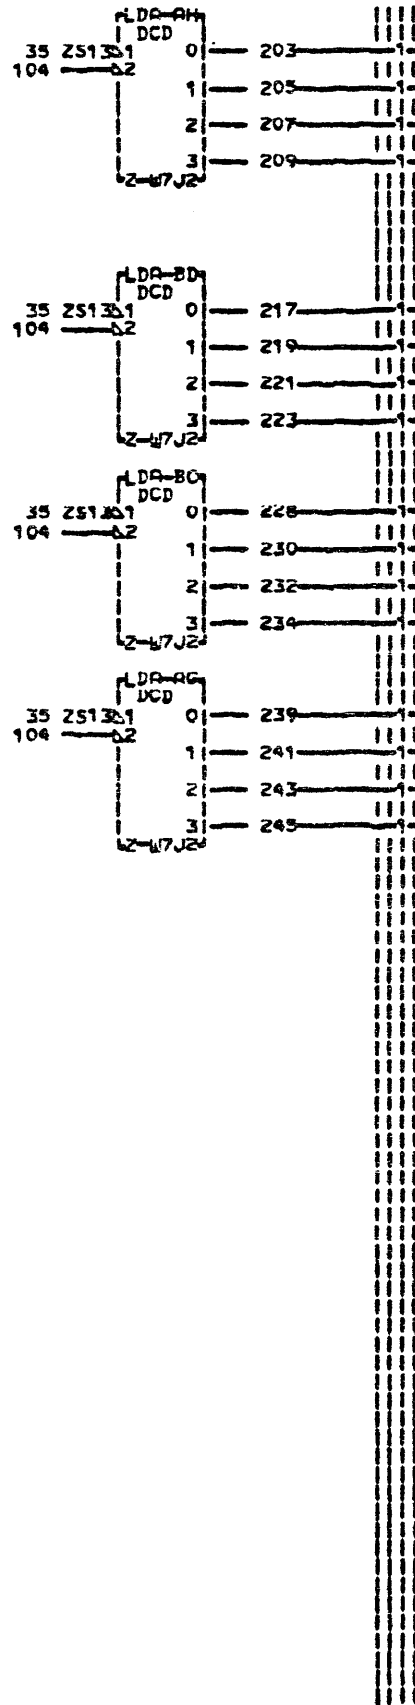 LDA-AH
DCD
35 ZS13 1 0 203
104 2
1 205
2 207
3 209
Z-W7J2
LDA-BD
DCD
35 ZS13 1 0 217
104 2
1 219
2 221
3 223
Z-W7J2
DCD
35 ZS13 1 0 228
104 2
1 230
2 232
3 234
Z-W7J2
LDA-AG
DCD
35 ZS13 1 0 239
104 2
1 241
2 243
3 245
Z-W7J2